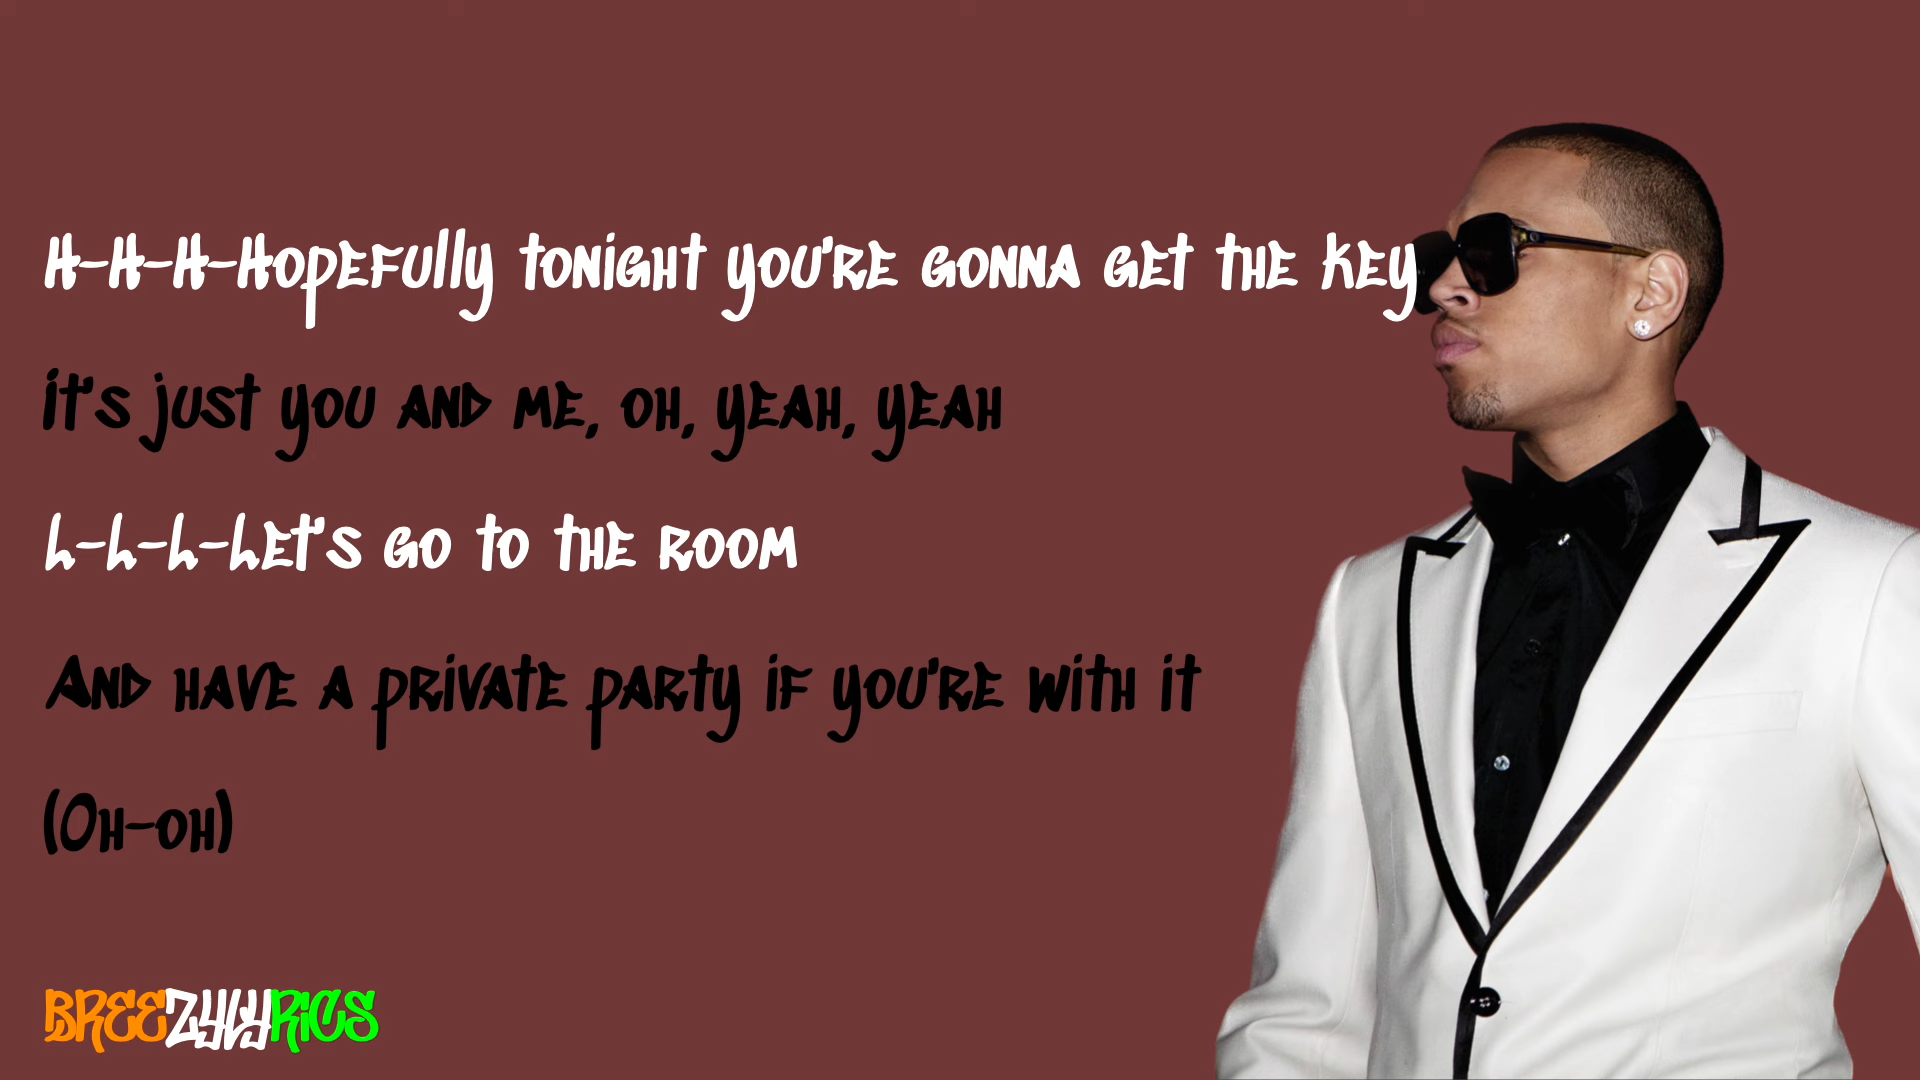 H-H-H-Hopefully tonight you're gonna get the key
It's just you and me, oh, yeah, yeah
L-L-L-Let's go to the room
And have a private party if you're with it
(Oh-oh)
BREEZYLYRICS